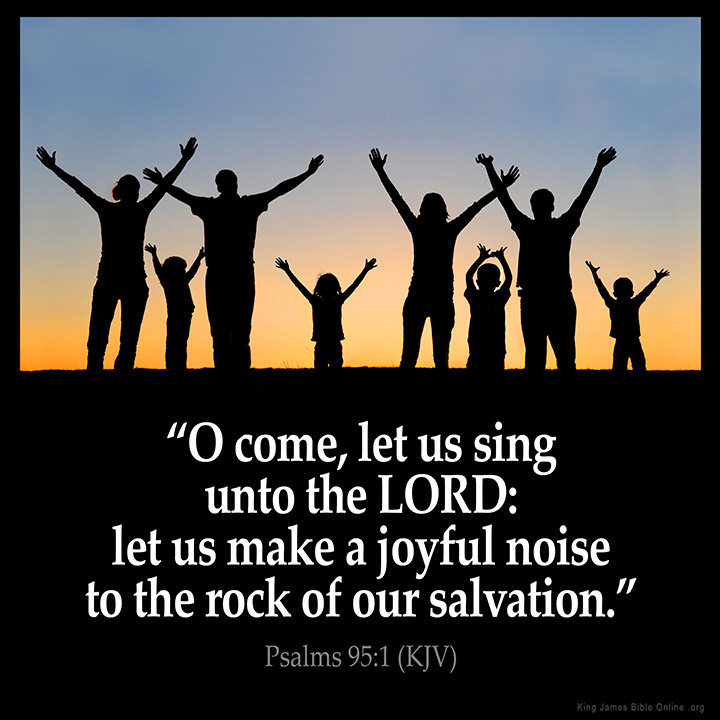 “O come, let us sing
unto the LORD:
let us make a joyful noise
to the rock of our salvation.”
Psalms 95:1 (KJV)
King James Bible Online .org